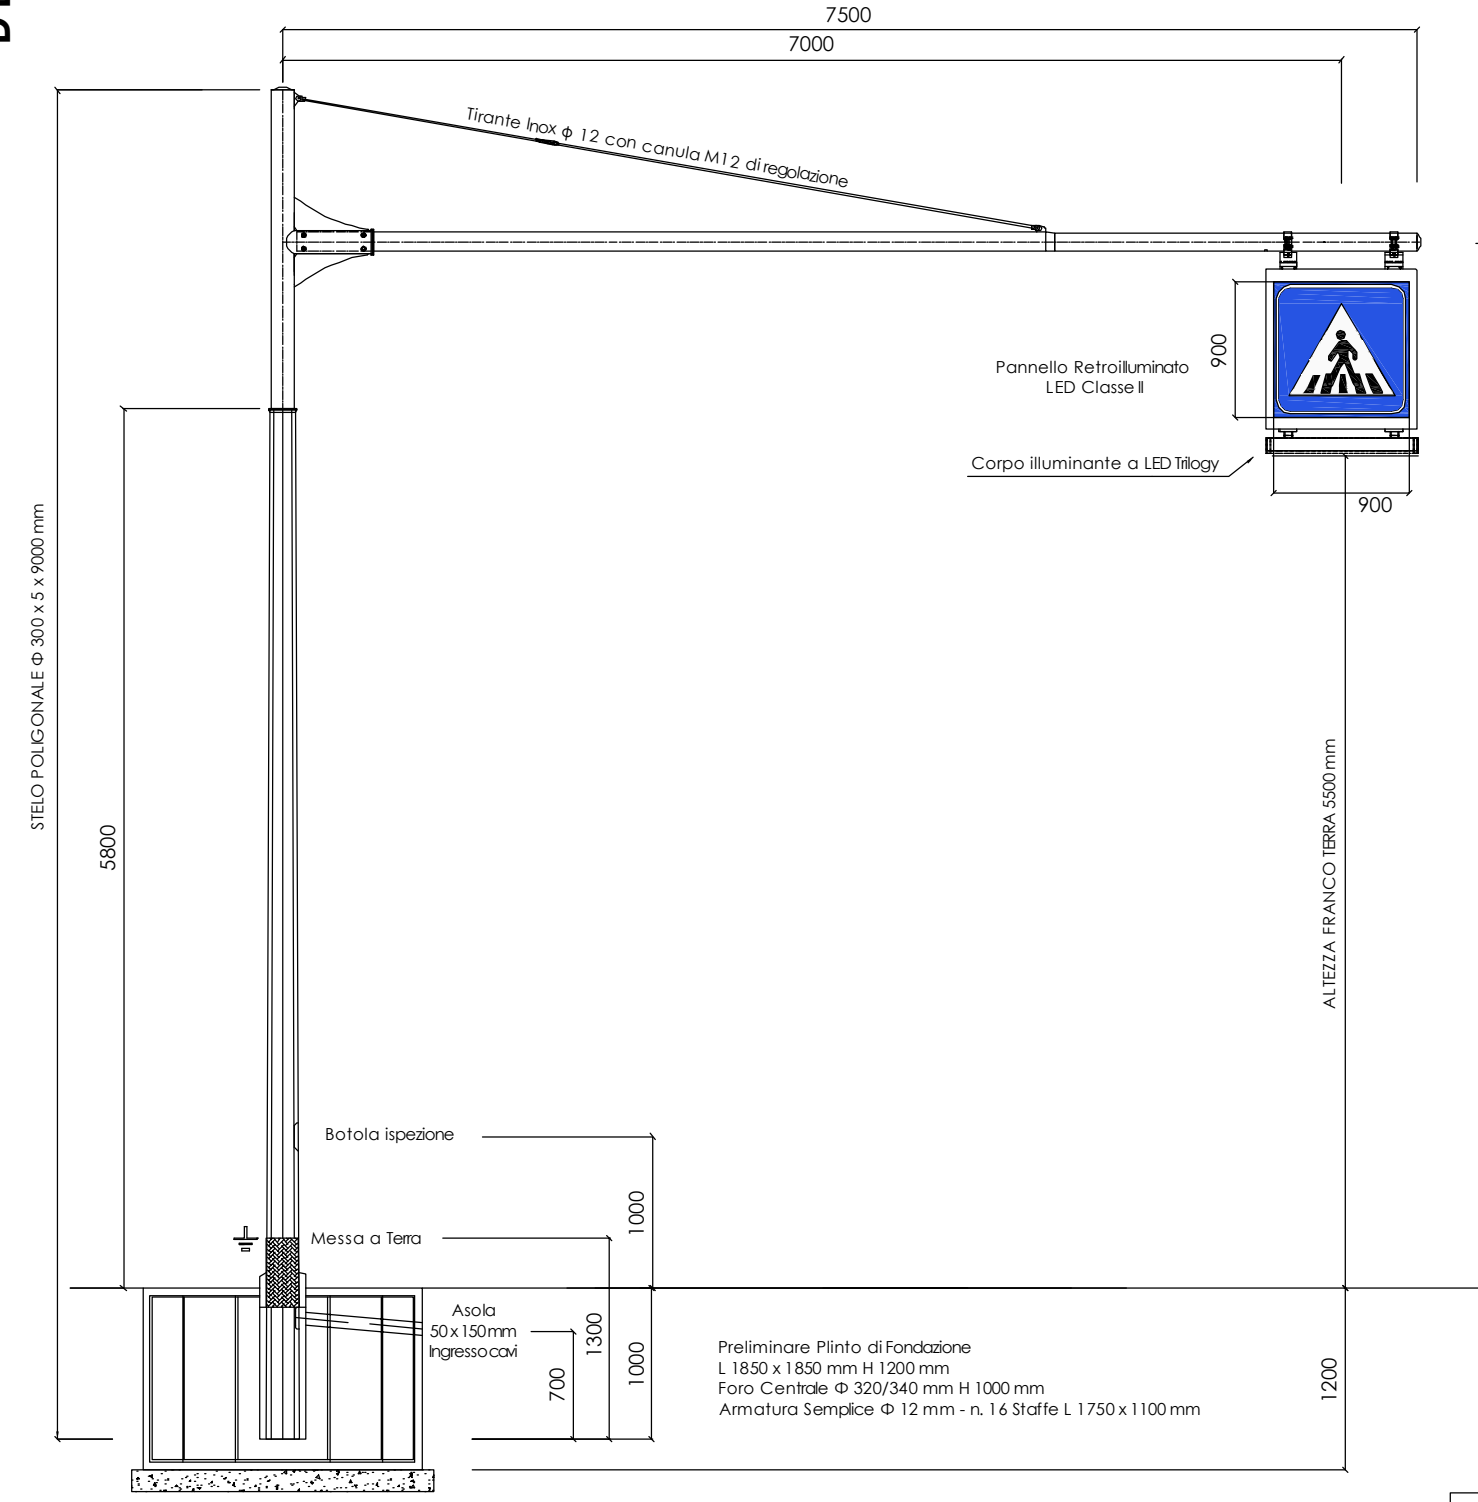 7500
7000
Tirante Inox ϕ 12 con canula M12 di regolazione
900
Pannello Retroilluminato
LED Classe II
Corpo illuminante a LED Trilogy
900
STELO POLIGONALE Φ 300 x 5 x 9000 mm
5800
ALTEZZA FRANCO TERRA 5500 mm
Botola ispezione
1000
Messa a Terra
Asola
50 x 150 mm
Ingresso cavi
700
1300
1000
Preliminare Plinto di Fondazione
L 1850 x 1850 mm H 1200 mm
Foro Centrale Φ 320/340 mm H 1000 mm
Armatura Semplice Φ 12 mm - n. 16 Staffe L 1750 x 1100 mm
1200